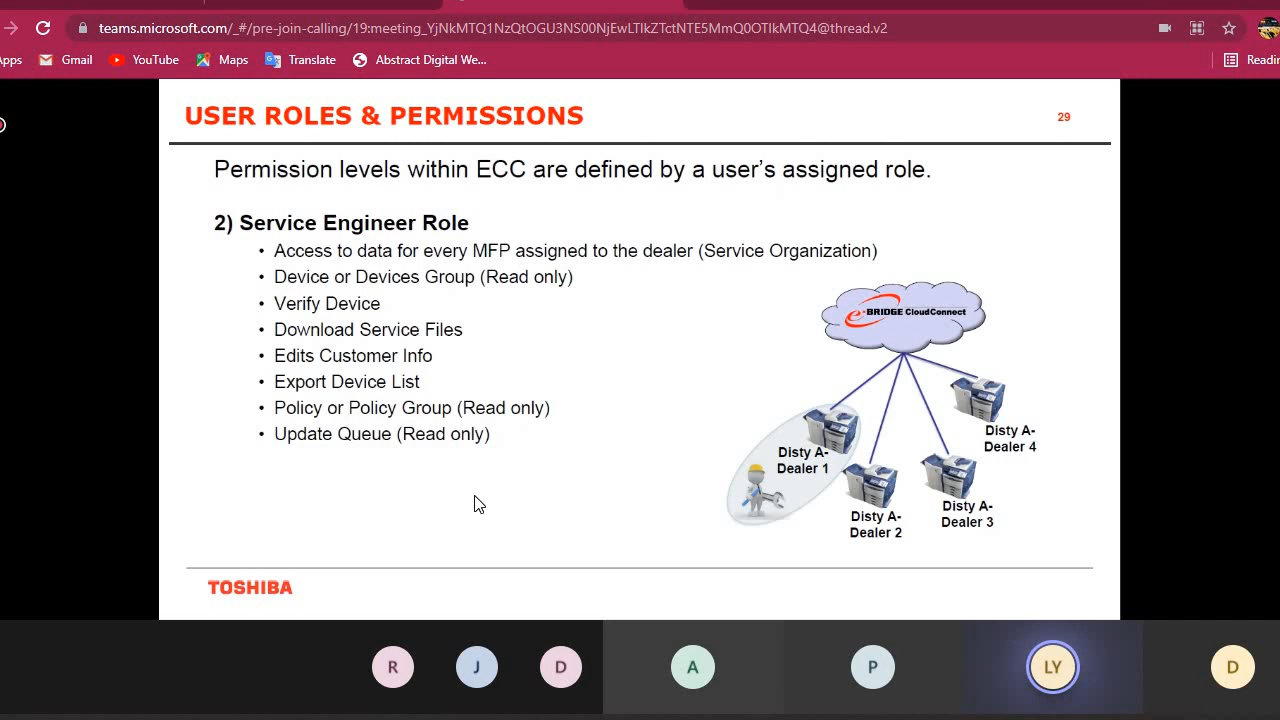 teams.microsoft.com/_#/pre-join-calling/19:meeting_YjNkMTQ1NzQtOGU3NS00NjEwLTlkZTctNTE5MmQ0OTlkMTQ4@thread.v2
Apps Gmail YouTube Maps Translate Abstract Digital We... Readin
USER ROLES & PERMISSIONS 29
Permission levels within ECC are defined by a user's assigned role.
2) Service Engineer Role
• Access to data for every MFP assigned to the dealer (Service Organization)
• Device or Devices Group (Read only)
• Verify Device
• Download Service Files
• Edits Customer Info
• Export Device List
• Policy or Policy Group (Read only)
• Update Queue (Read only)
e-BRIDGE CloudConnect
Disty A-
Dealer 4
Disty A-
Dealer 1
Disty A-
Dealer 3
Disty A-
Dealer 2
TOSHIBA
R J D A P LY D